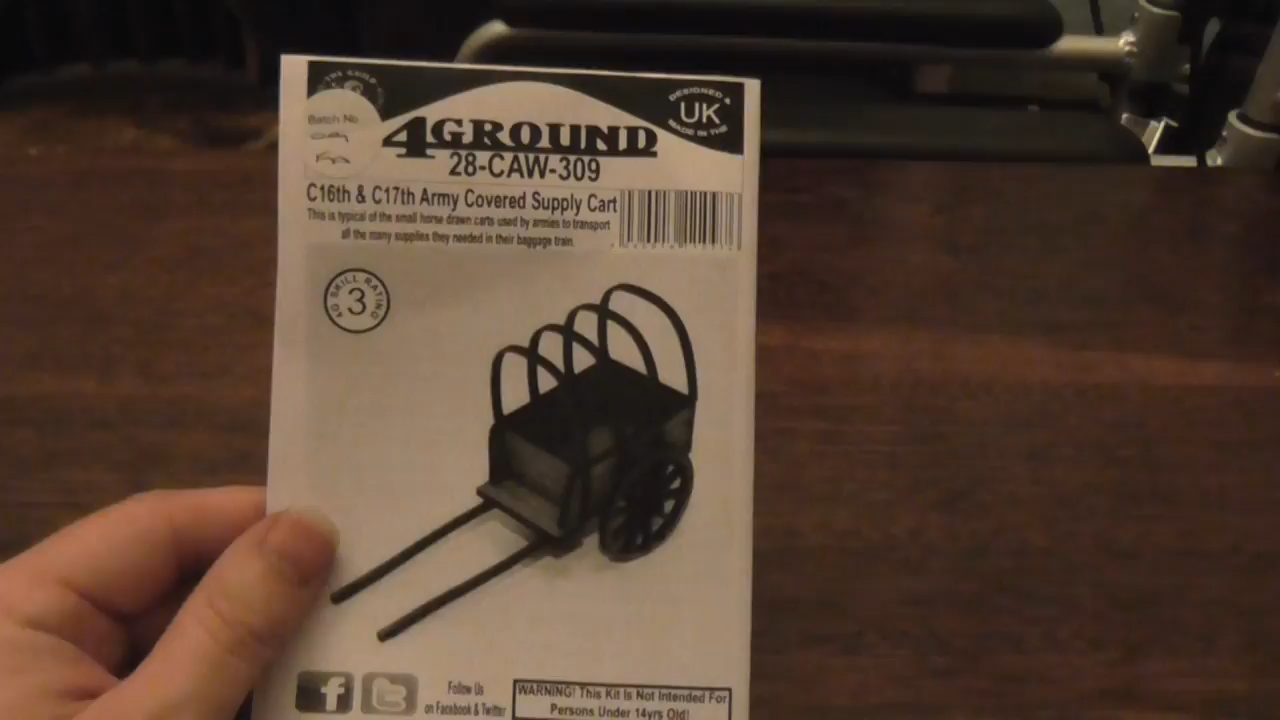 THE GUILD
Batch No
4GROUND
DESIGNED &
UK
MADE IN THE
28-CAW-309
C16th & C17th Army Covered Supply Cart
This is typical of the small horse drawn carts used by armies to transport
all the many supplies they needed in their baggage train.
4G SKILL RATING
3
f
t
Follow Us
on Facebook & Twitter
WARNING! This Kit Is Not Intended For
Persons Under 14yrs Old!